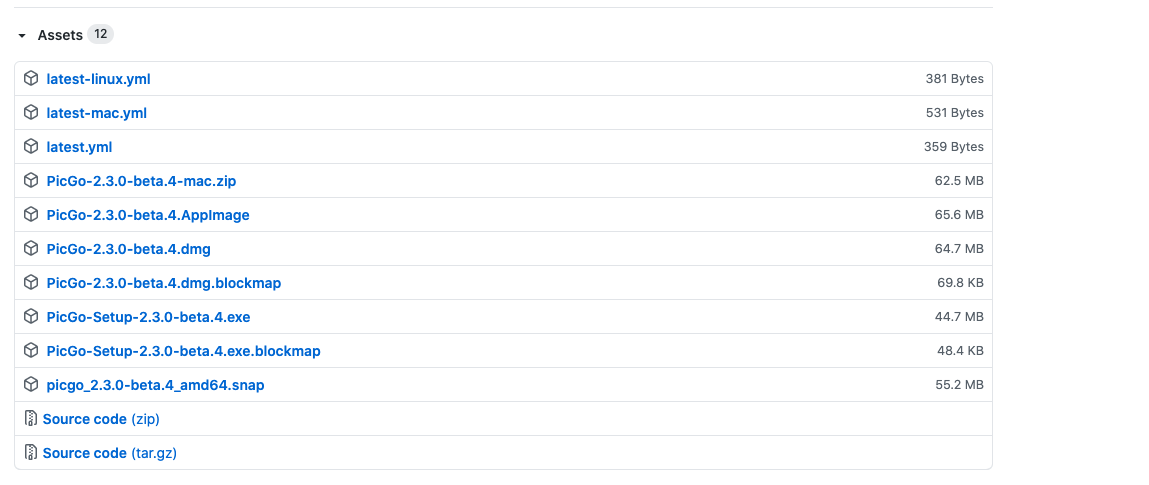 Assets 12
latest-linux.yml 381 Bytes
latest-mac.yml 531 Bytes
latest.yml 359 Bytes
PicGo-2.3.0-beta.4-mac.zip 62.5 MB
PicGo-2.3.0-beta.4.AppImage 65.6 MB
PicGo-2.3.0-beta.4.dmg 64.7 MB
PicGo-2.3.0-beta.4.dmg.blockmap 69.8 KB
PicGo-Setup-2.3.0-beta.4.exe 44.7 MB
PicGo-Setup-2.3.0-beta.4.exe.blockmap 48.4 KB
picgo_2.3.0-beta.4_amd64.snap 55.2 MB
Source code (zip)
Source code (tar.gz)